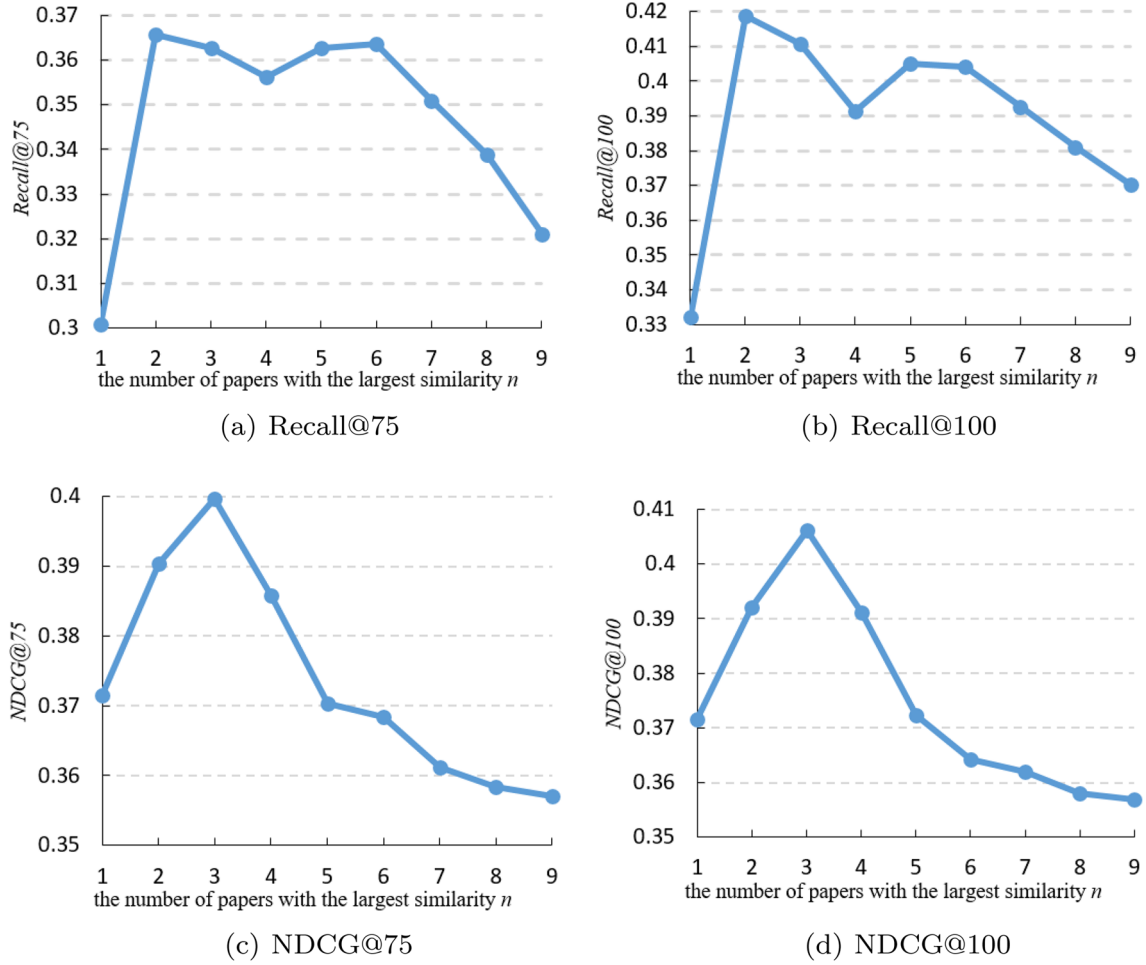 0.37
0.36
0.35
0.34
0.33
0.32
0.31
0.3
Recall@75
1 2 3 4 5 6 7 8 9
the number of papers with the largest similarity n
(a) Recall@75
0.42
0.41
0.4
0.39
0.38
0.37
0.36
0.35
0.34
0.33
Recall@100
1 2 3 4 5 6 7 8 9
the number of papers with the largest similarity n
(b) Recall@100
0.4
0.39
0.38
0.37
0.36
0.35
NDCG@75
1 2 3 4 5 6 7 8 9
the number of papers with the largest similarity n
(c) NDCG@75
0.41
0.4
0.39
0.38
0.37
0.36
0.35
NDCG@100
1 2 3 4 5 6 7 8 9
the number of papers with the largest similarity n
(d) NDCG@100